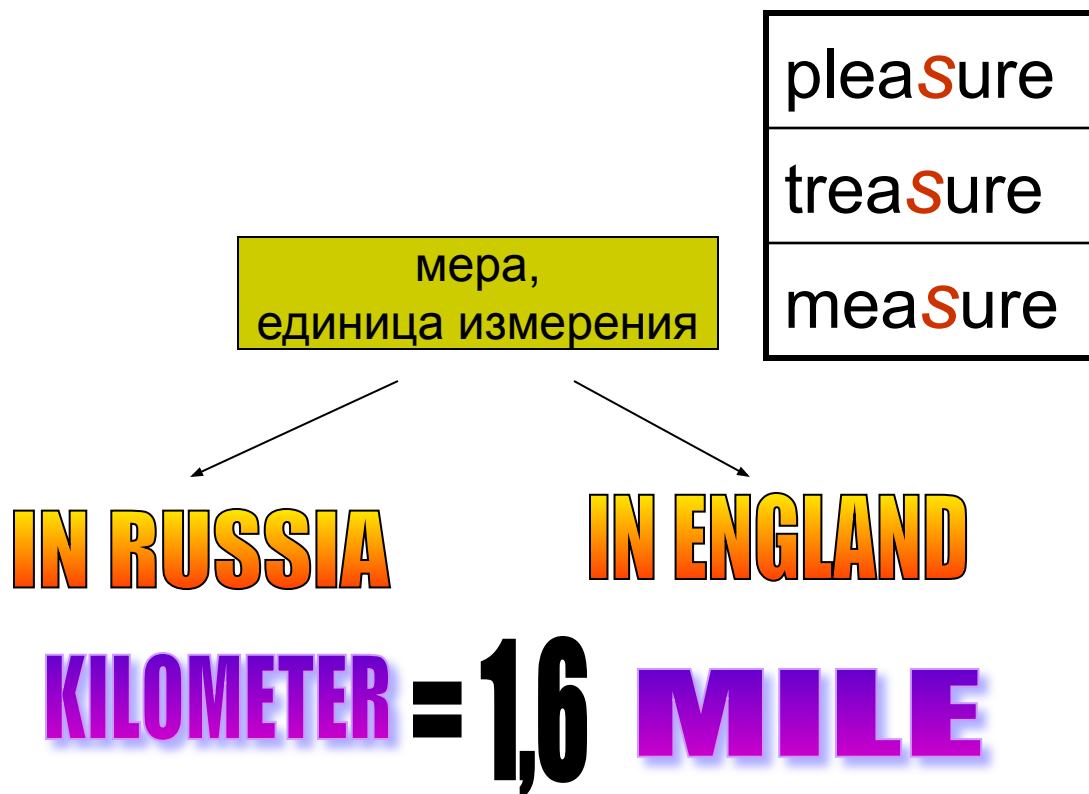 pleasure
treasure
measure
мера,
единица измерения
IN RUSSIA
IN ENGLAND
KILOMETER = 1,6 MILE